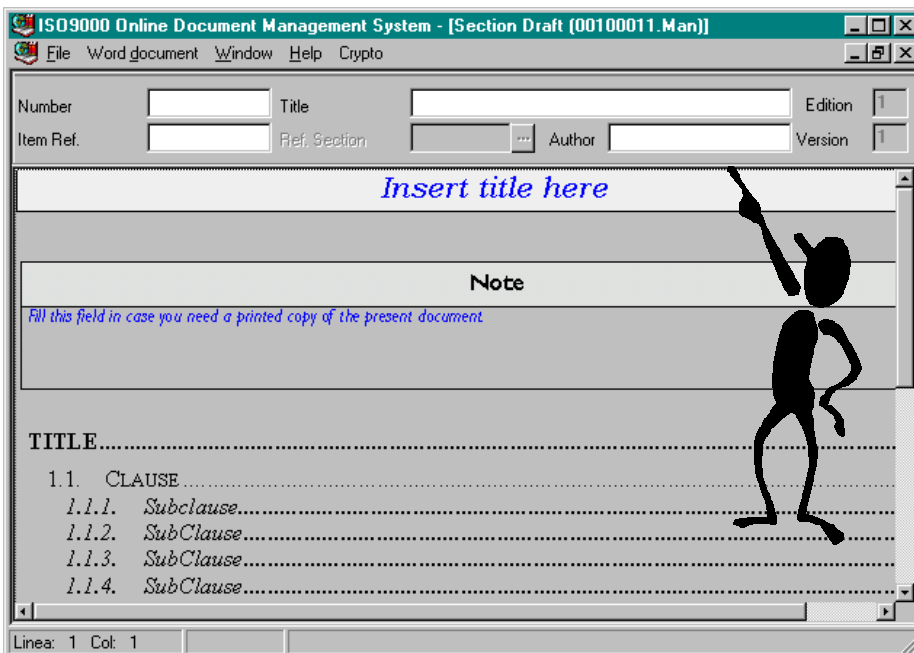 ISO9000 Online Document Management System - [Section Draft (00100011.Man)]
File Word document Window Help Crypto
Number Title Edition 1
Item Ref. Ref. Section ... Author Version 1
Insert title here
Note
Fill this field in case you need a printed copy of the present document
TITLE
1.1. CLAUSE
1.1.1. Subclause
1.1.2. SubClause
1.1.3. SubClause
1.1.4. SubClause
Linea: 1 Col: 1